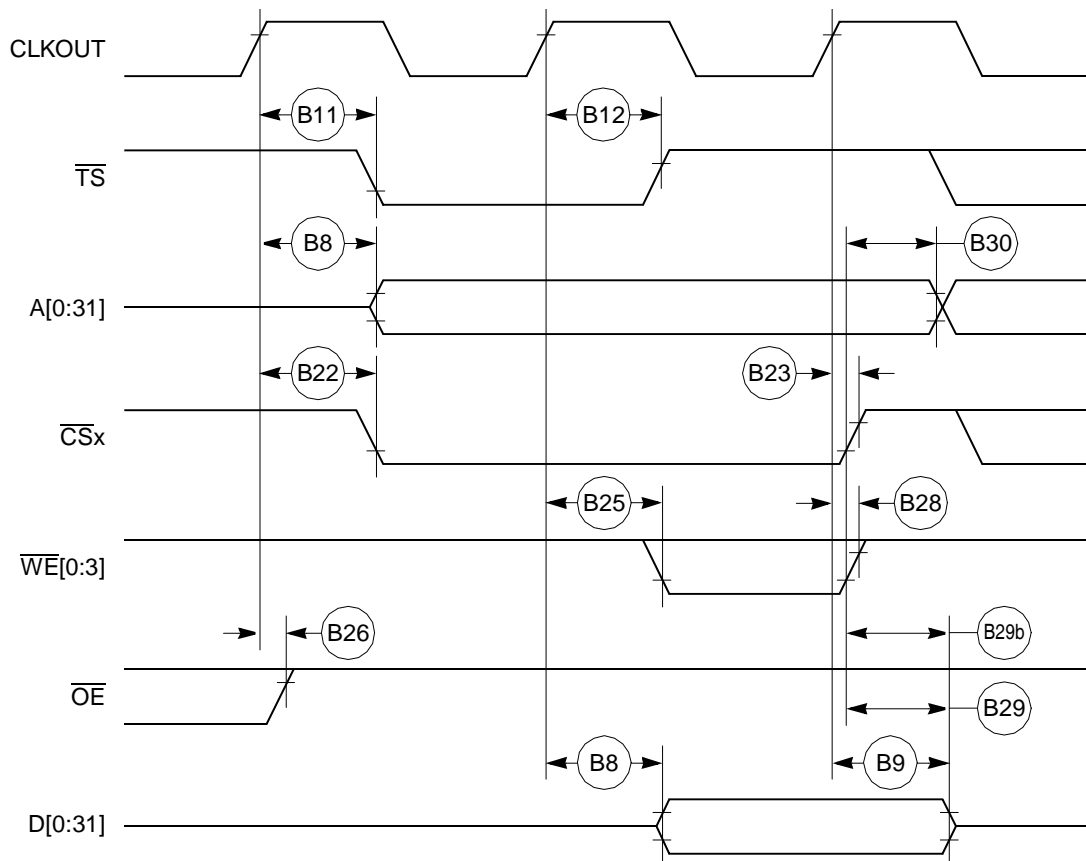 CLKOUT
B11
B12
TS
B8
B30
A[0:31]
B22
B23
CSx
B25
B28
WE[0:3]
B26
B29b
OE
B29
B8
B9
D[0:31]